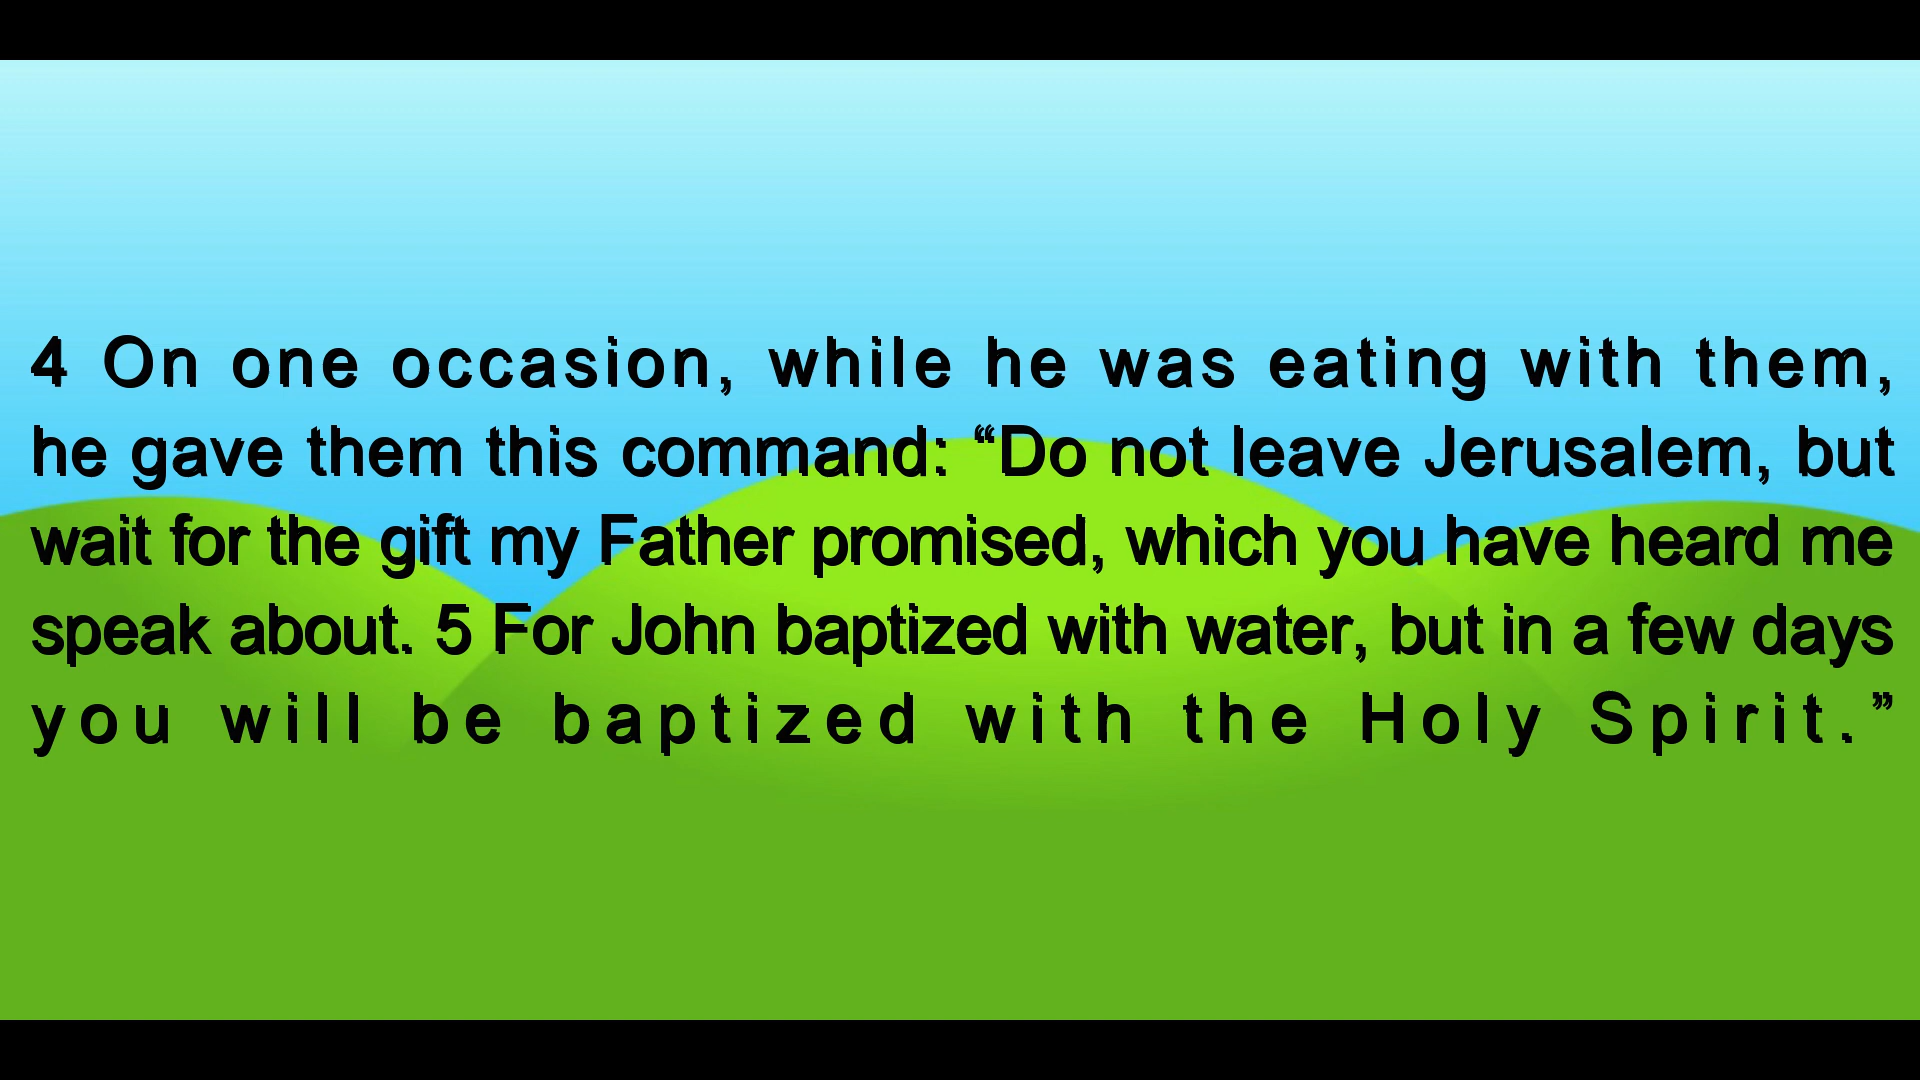 4 On one occasion, while he was eating with them,
he gave them this command: “Do not leave Jerusalem, but
wait for the gift my Father promised, which you have heard me
speak about. 5 For John baptized with water, but in a few days
you will be baptized with the Holy Spirit.”